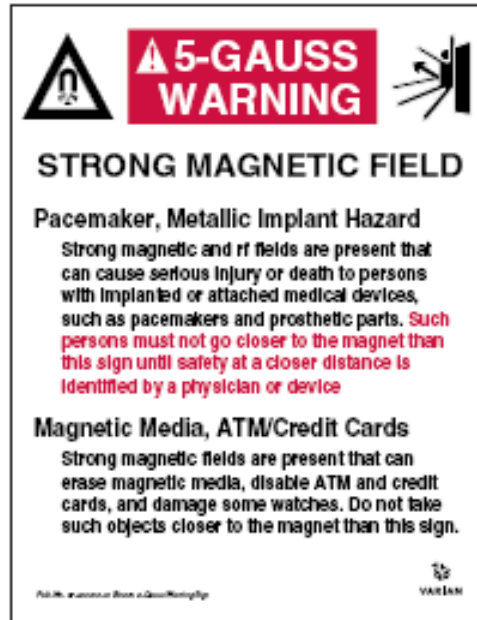 5-GAUSS
WARNING
STRONG MAGNETIC FIELD
Pacemaker, Metallic Implant Hazard
Strong magnetic and rf fields are present that
can cause serious injury or death to persons
with implanted or attached medical devices,
such as pacemakers and prosthetic parts. Such
persons must not go closer to the magnet than
this sign until safety at a closer distance is
identified by a physician or device
Magnetic Media, ATM/Credit Cards
Strong magnetic fields are present that can
erase magnetic media, disable ATM and credit
cards, and damage some watches. Do not take
such objects closer to the magnet than this sign.
VARIAN